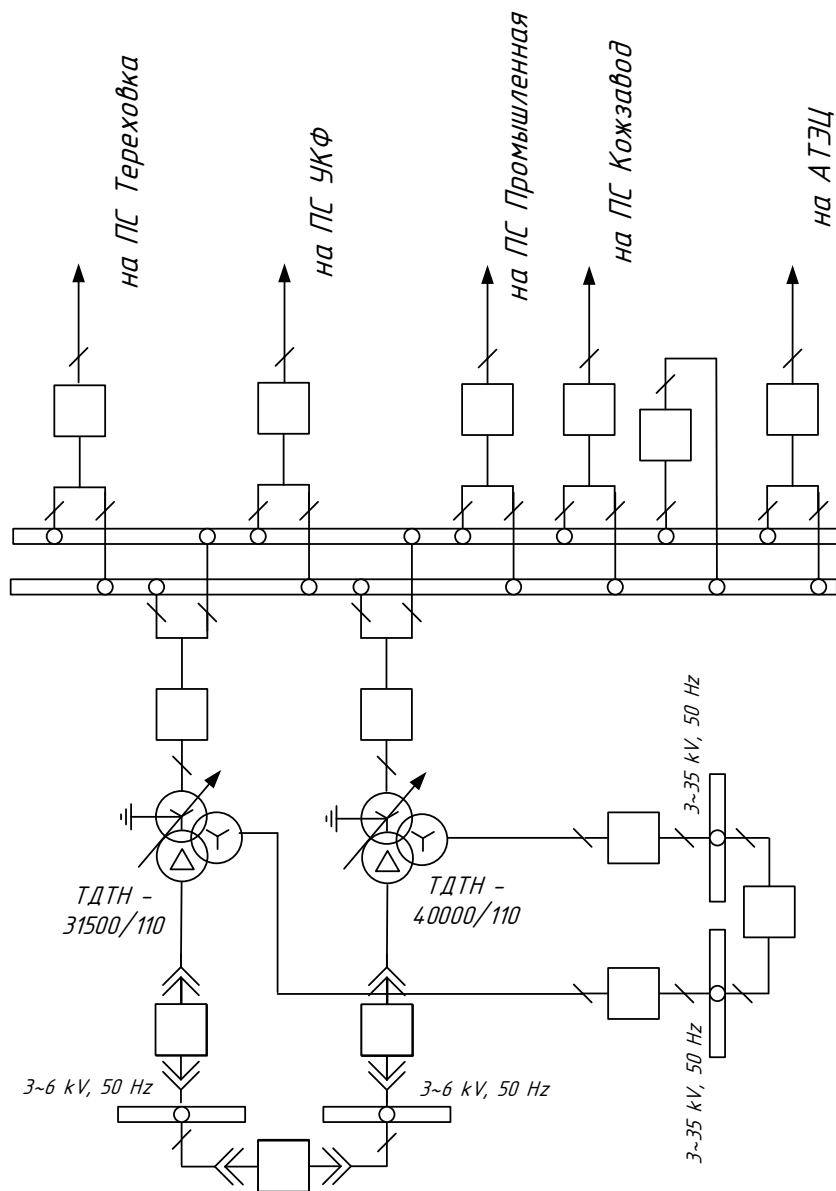 на ПС Тереховка
на ПС УКФ
на ПС Промышленная
на ПС Кожзавод
на АТЭЦ
ТДТН -
31500/110
ТДТН -
40000/110
3~35 kV, 50 Hz
3~35 kV, 50 Hz
3~6 kV, 50 Hz
3~6 kV, 50 Hz